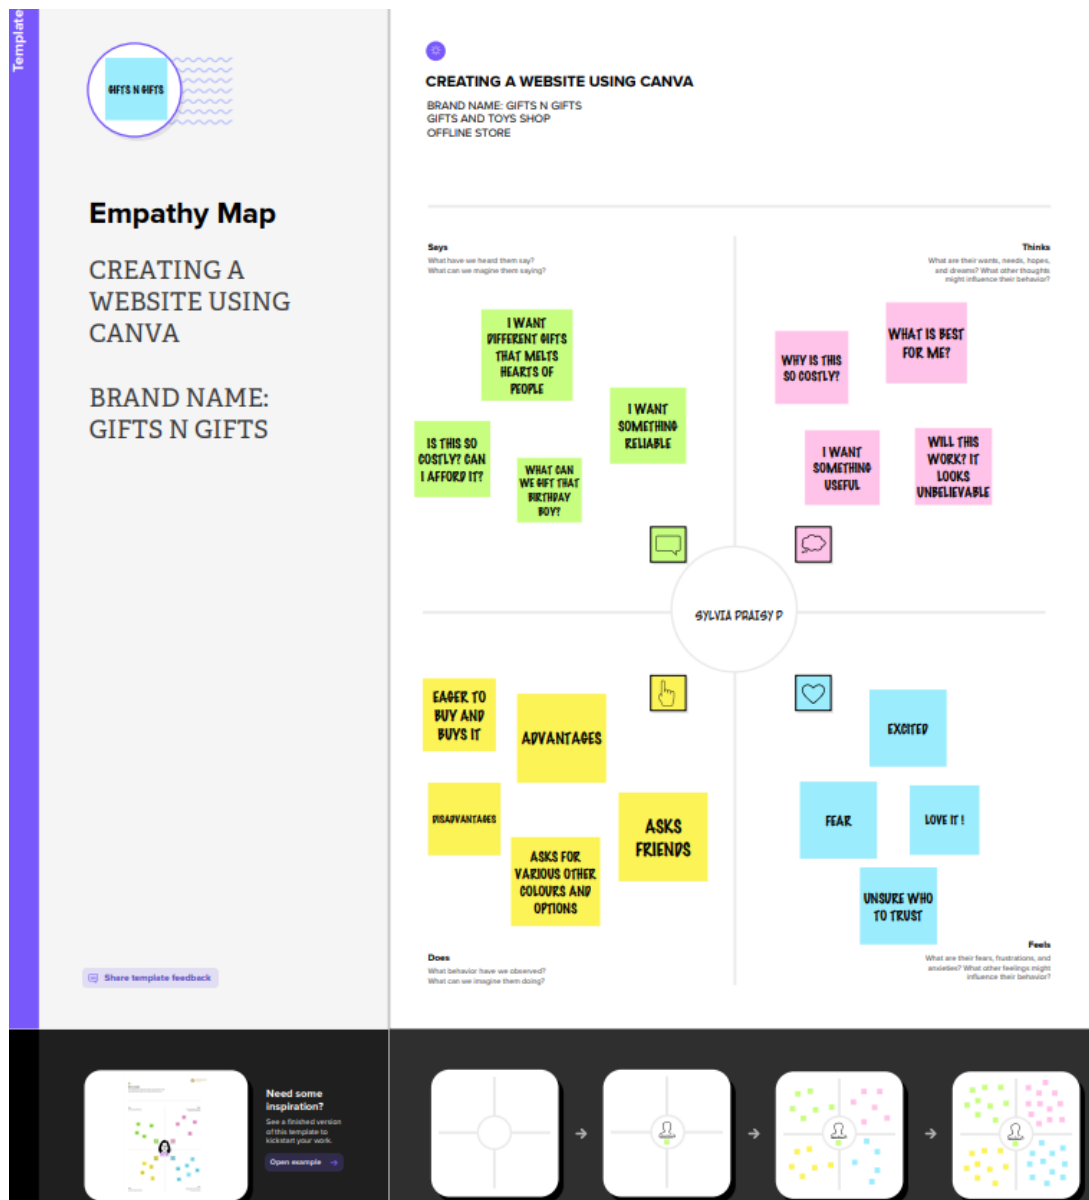 Template
GIFTS N GIFTS
Empathy Map
CREATING A
WEBSITE USING
CANVA
BRAND NAME:
GIFTS N GIFTS
Share template feedback
CREATING A WEBSITE USING CANVA
BRAND NAME: GIFTS N GIFTS
GIFTS AND TOYS SHOP
OFFLINE STORE
Says
What have we heard them say?
What can we magine them saying?
I WANT
DIFFERENT GIFTS
THAT MELTS
HEARTS OF
PEOPLE
I WANT
SOMETHING
RELIABLE
IS THIS SO
COSTLY? CAN
I AFFORD IT?
WHAT CAN
WE GIFT THAT
BIRTHDAY
BOY?
Thinks
What are their wants, needs, hopes,
and dreams? What other thoughts
might influence their behavior?
WHAT IS BEST
FOR ME?
WHY IS THIS
SO COSTLY?
I WANT
SOMETHING
USEFUL
WILL THIS
WORK? IT
LOOKS
UNBELIEVABLE
SYLVIA PRAISY P
EAGER TO
BUY AND
BUYS IT
ADVANTAGES
DISADVANTAGES
ASKS
FRIENDS
ASKS FOR
VARIOUS OTHER
COLOURS AND
OPTIONS
Does
What behavior have we observed?
What can we imagine them doing?
EXCITED
FEAR
LOVE IT !
UNSURE WHO
TO TRUST
Feels
What are their fears, frustrations, and
anxieties? What other feelings might
influence their behavior?
Need some
inspiration?
See a finished version
of this template to
kickstart your work.
Open example